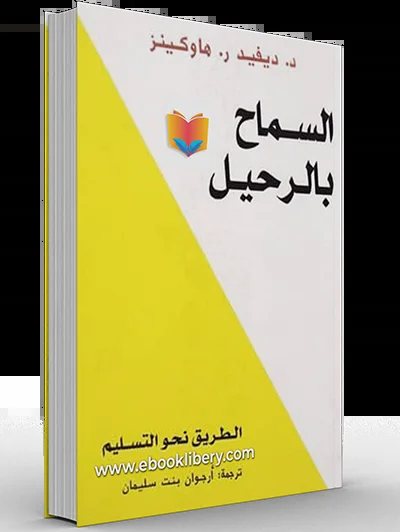 د. ديفيد ر. هاوكينز
السماح
بالرحيل
الطريق نحو التسليم
www.ebooklibery.com
ترجمة: أرجوان بنت سليمان